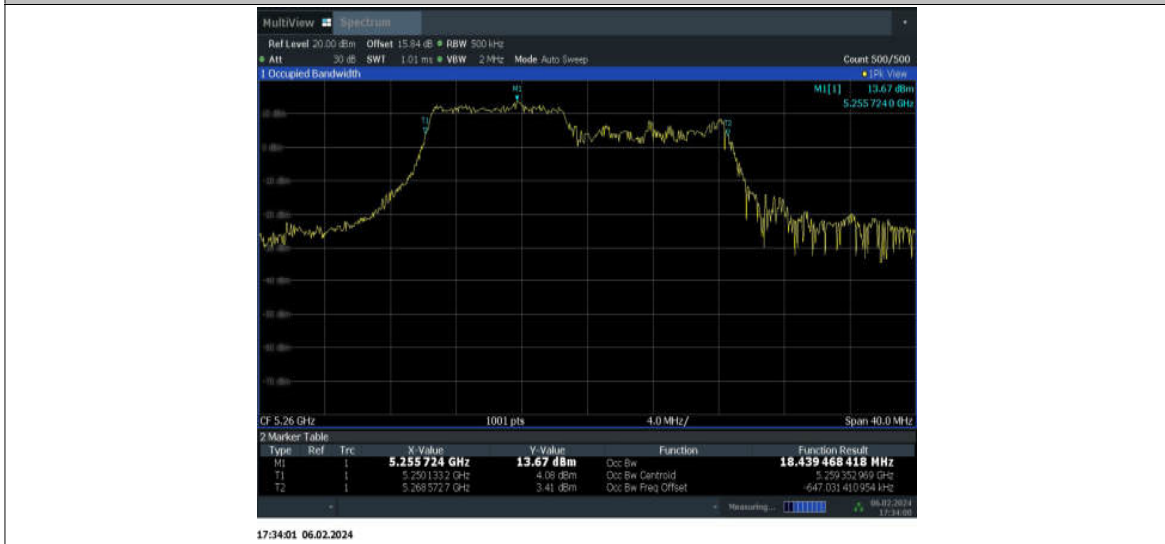 MultiView Spectrum
Ref Level 20.00 dBm Offset 15.84 dB RBW 500 kHz
Att 30 dB SWT 1.01 ms VBW 2 MHz Mode Auto Sweep Count 500/500
1 Occupied Bandwidth 1Pk View
M1[1] 13.67 dBm
5.255 724 0 GHz
M1
T1
T2
CF 5.26 GHz 1001 pts 4.0 MHz/ Span 40.0 MHz
2 Marker Table
Type Ref Trc X-Value Y-Value Function Function Result
M1 1 5.255 724 GHz 13.67 dBm Occ Bw 18.439 468 418 MHz
T1 1 5.250 133 2 GHz 4.08 dBm Occ Bw Centroid 5.259 352 969 GHz
T2 1 5.268 572 7 GHz 3.41 dBm Occ Bw Freq Offset -647.031 410 954 kHz
Measuring... 06.02.2024
17:34:00
17:34:01 06.02.2024